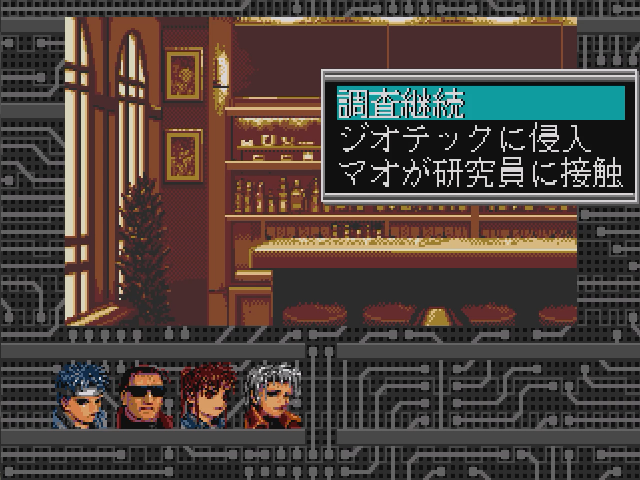 調査継続
ジオテックに侵入
マオが研究員に接触